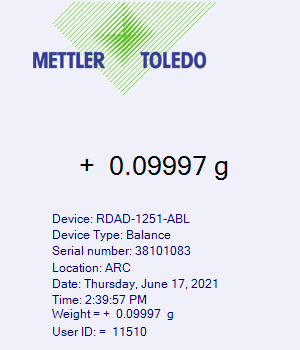 METTLER TOLEDO
+ 0.09997 g
Device: RDAD-1251-ABL
Device Type: Balance
Serial number: 38101083
Location: ARC
Date: Thursday, June 17, 2021
Time: 2:39:57 PM
Weight = + 0.09997 g
User ID: = 11510